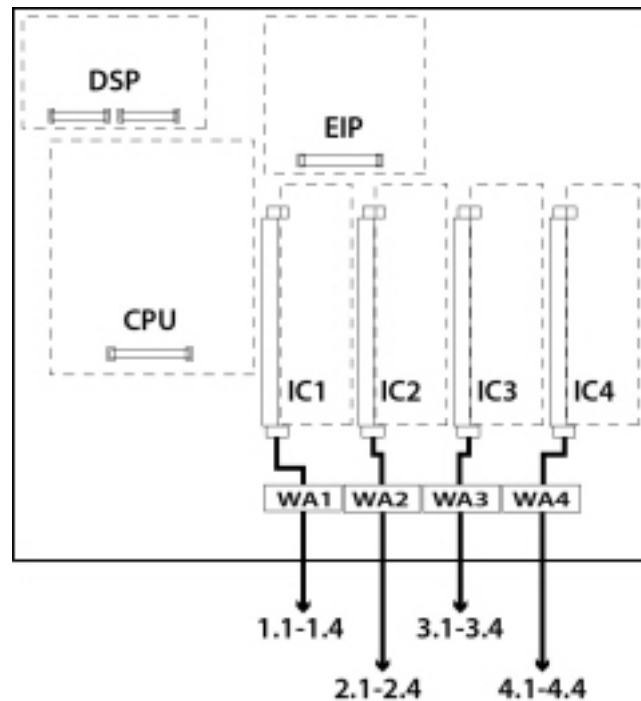 DSP
EIP
CPU
IC1 IC2 IC3 IC4
WA1 WA2 WA3 WA4
1.1-1.4 3.1-3.4
2.1-2.4 4.1-4.4